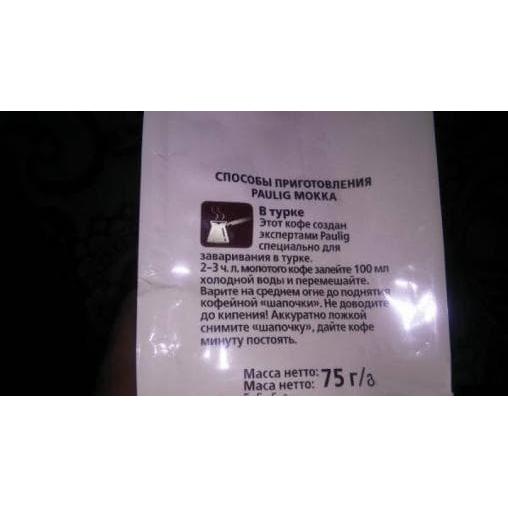 СПОСОБЫ ПРИГОТОВЛЕНИЯ
PAULIG MOKKA
В турке
Этот кофе создан
экспертами Paulig
специально для
заваривания в турке.
2–3 ч. л. молотого кофе залейте 100 мл
холодной воды и перемешайте.
Варите на среднем огне до поднятия
кофейной «шапочки». Не доводите
до кипения! Аккуратно ложкой
снимите «шапочку», дайте кофе
минуту постоять.
Масса нетто:
Маса нетто: 75 г/g